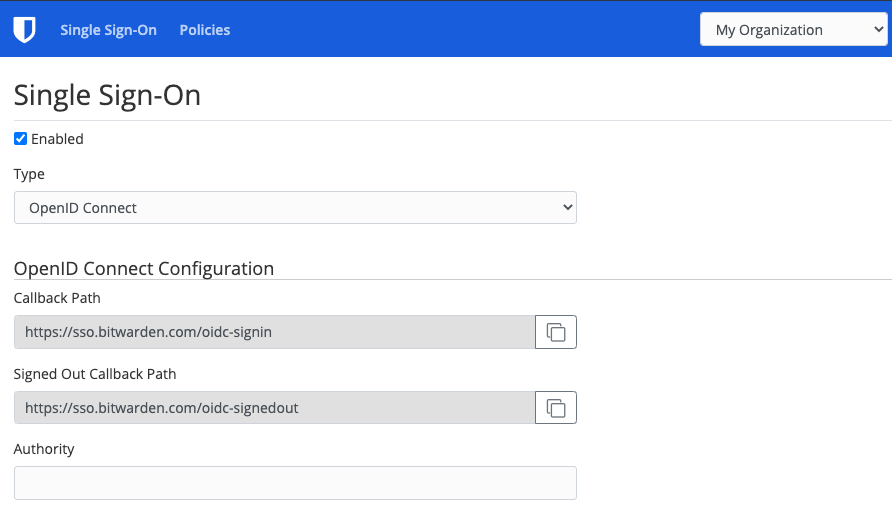 Single Sign-On Policies My Organization
Single Sign-On
Enabled
Type
OpenID Connect
OpenID Connect Configuration
Callback Path
https://sso.bitwarden.com/oidc-signin
Signed Out Callback Path
https://sso.bitwarden.com/oidc-signedout
Authority